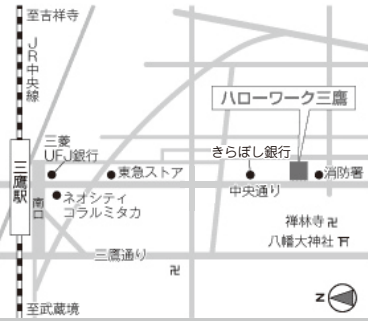 至吉祥寺
JR中央線
ハローワーク三鷹
三菱
UFJ銀行
きらぼし銀行
三鷹駅
東急ストア
消防署
中央通り
南口
ネオシティ
コラルミタカ
禅林寺卍
八幡大神社
三鷹通り
卍
至武蔵境
N